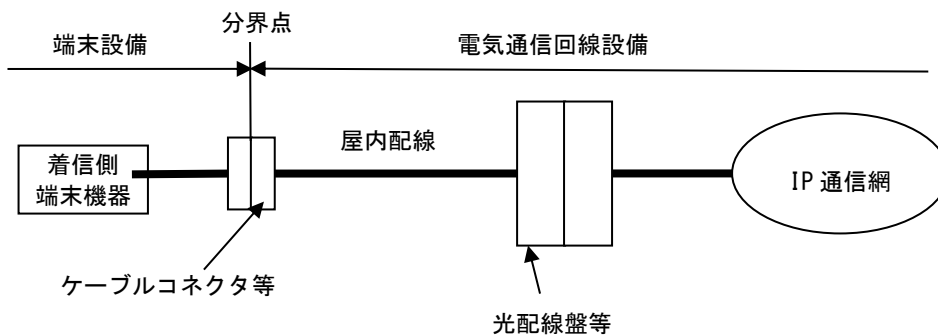 分界点
端末設備
電気通信回線設備
屋内配線
着信側
端末機器
IP 通信網
ケーブルコネクタ等
光配線盤等